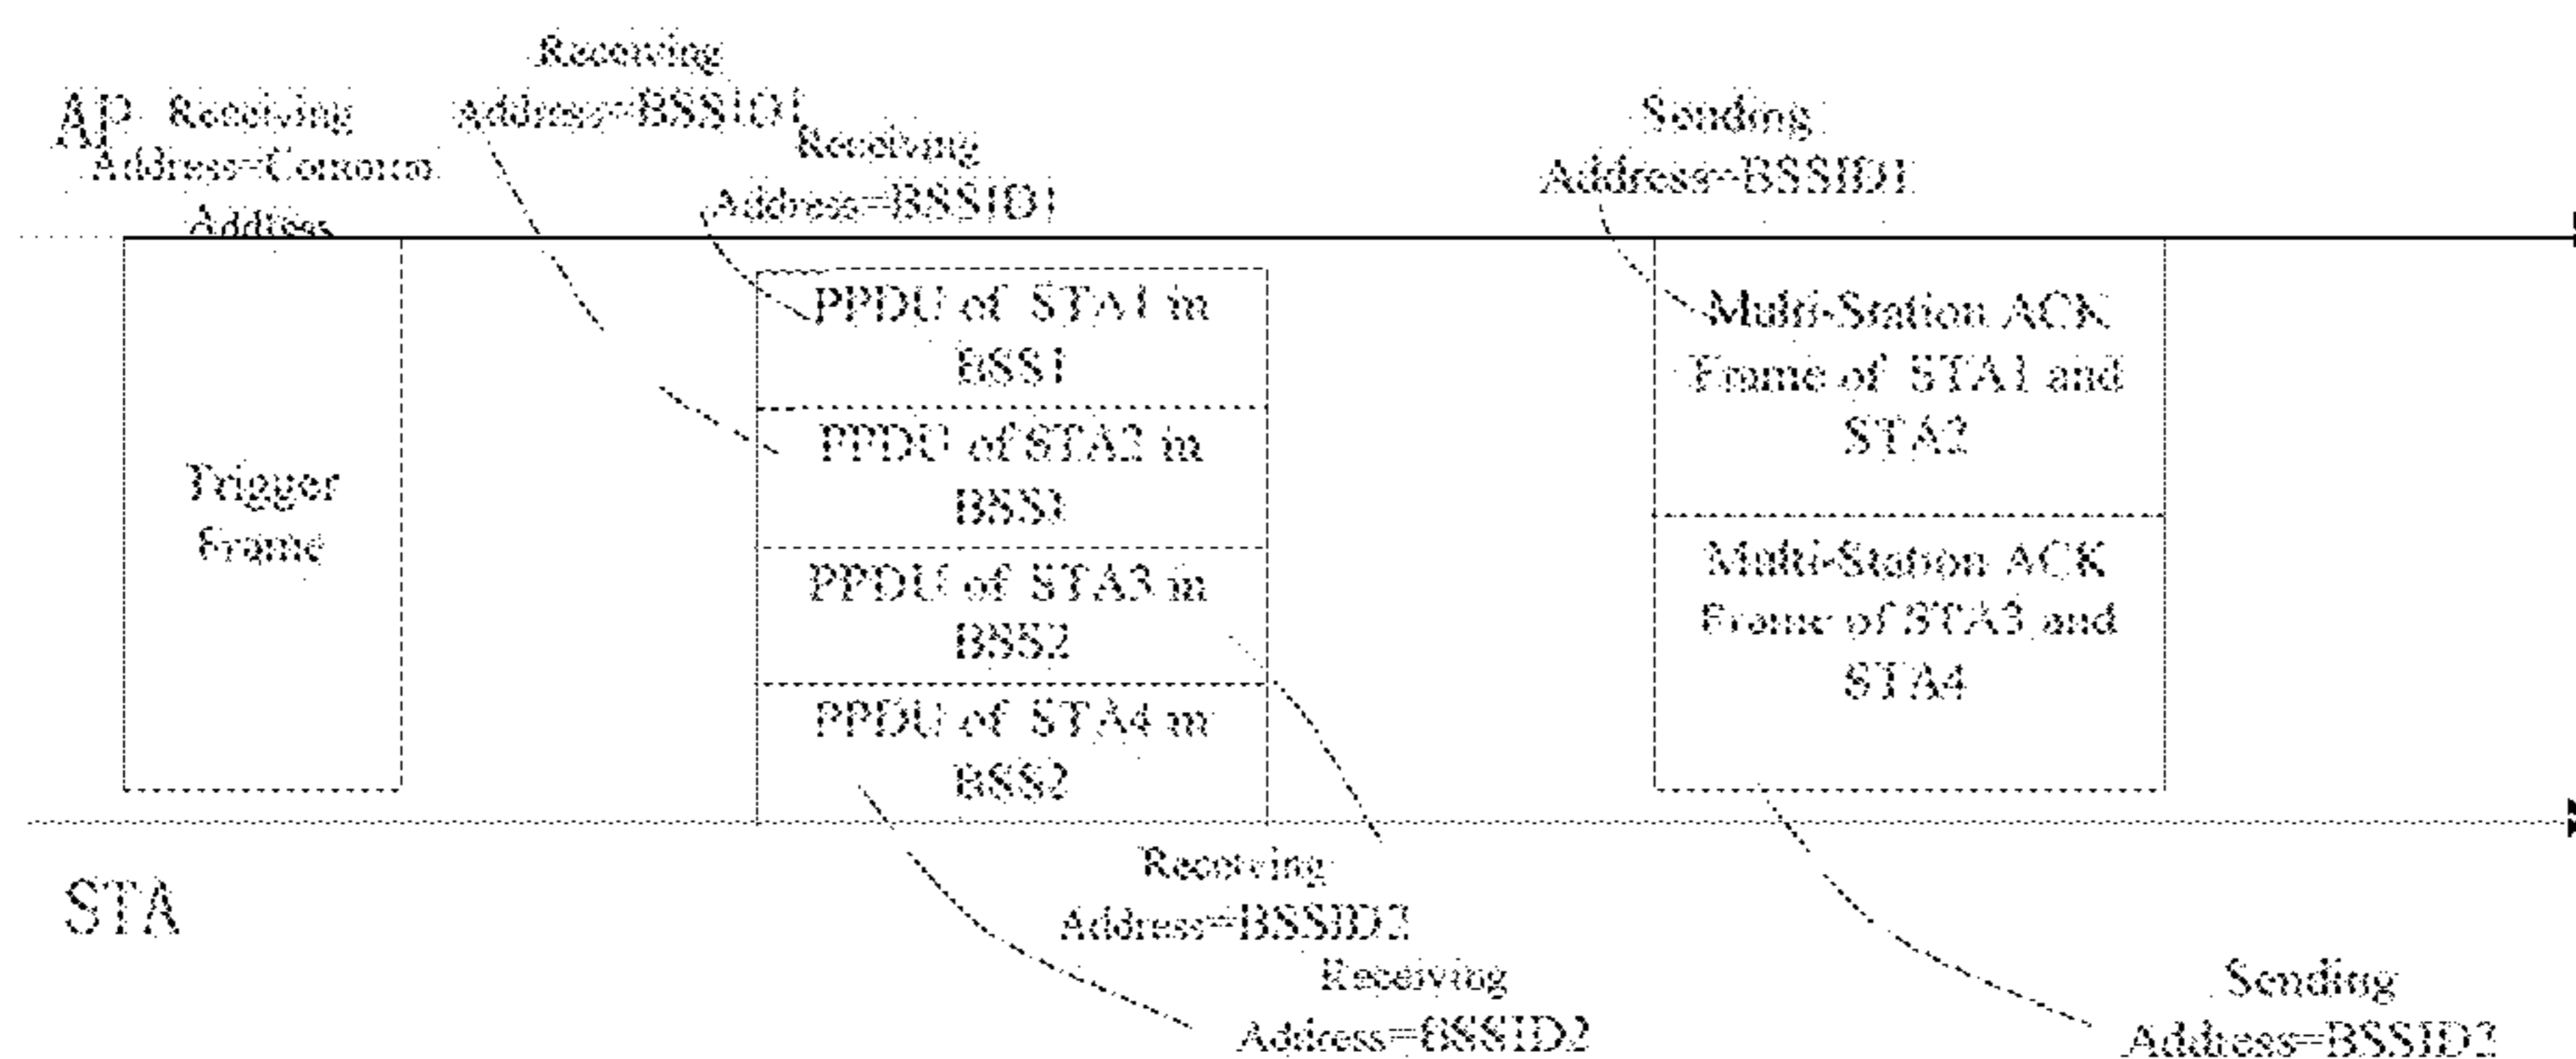 AP
Receiving
Address=Common
Address
Receiving
Address=BSSID1
Receiving
Address=BSSID1
Sending
Address=BSSID1
Trigger
Frame
PPDU of STA1 in
BSS1
PPDU of STA2 in
BSS1
PPDU of STA3 in
BSS2
PPDU of STA4 in
BSS2
Multi-Station ACK
Frame of STA1 and
STA2
Multi-Station ACK
Frame of STA3 and
STA4
STA
Receiving
Address=BSSID2
Receiving
Address=BSSID2
Sending
Address=BSSID2